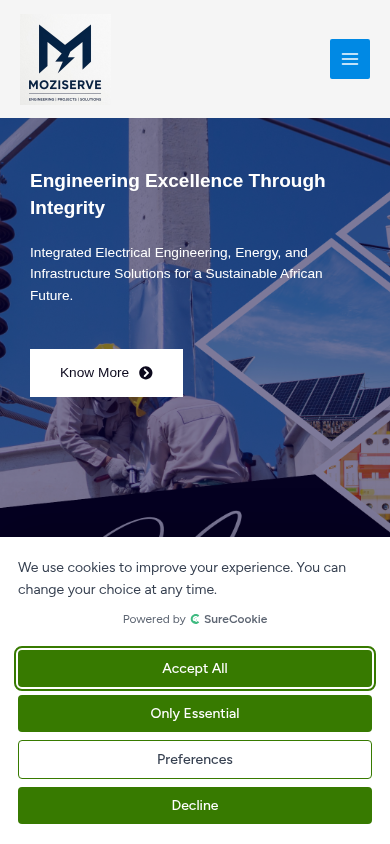 MOZISERVE
ENGINEERING | PROJECTS | SOLUTIONS
Engineering Excellence Through
Integrity
Integrated Electrical Engineering, Energy, and
Infrastructure Solutions for a Sustainable African
Future.
Know More
We use cookies to improve your experience. You can
change your choice at any time.
Powered by SureCookie
Accept All
Only Essential
Preferences
Decline